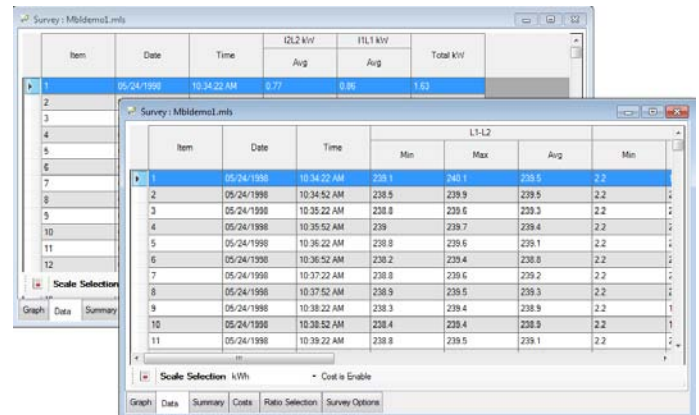 Survey : Mbldemo1.mls
I2L2 kW I1L1 kW
Item Date Time Avg Avg Total kW
1 05/24/1998 10:34:22 AM 0.77 0.86 1.63
2
3
4
5
6
7
8
9
10
11
12
Scale Selection
Graph Data Summary
Survey : Mbldemo1.mls
L1-L2
Item Date Time Min Max Avg Min
1 05/24/1998 10:34:22 AM 239.1 240.1 239.5 2.2
2 05/24/1998 10:34:52 AM 238.5 239.9 239.5 2.2
3 05/24/1998 10:35:22 AM 238.8 239.6 239.3 2.2
4 05/24/1998 10:35:52 AM 239 239.7 239.4 2.2
5 05/24/1998 10:36:22 AM 238.8 239.6 239.1 2.2
6 05/24/1998 10:36:52 AM 238.2 239.4 238.8 2.2
7 05/24/1998 10:37:22 AM 238.8 239.6 239.2 2.2
8 05/24/1998 10:37:52 AM 238.9 239.5 239.3 2.2
9 05/24/1998 10:38:22 AM 238.3 239.4 238.9 2.2
10 05/24/1998 10:38:52 AM 238.4 239.4 238.9 2.2
11 05/24/1998 10:39:22 AM 238.8 239.5 239.1 2.2
Scale Selection kWh Cost is Enable
Graph Data Summary Costs Ratio Selection Survey Options